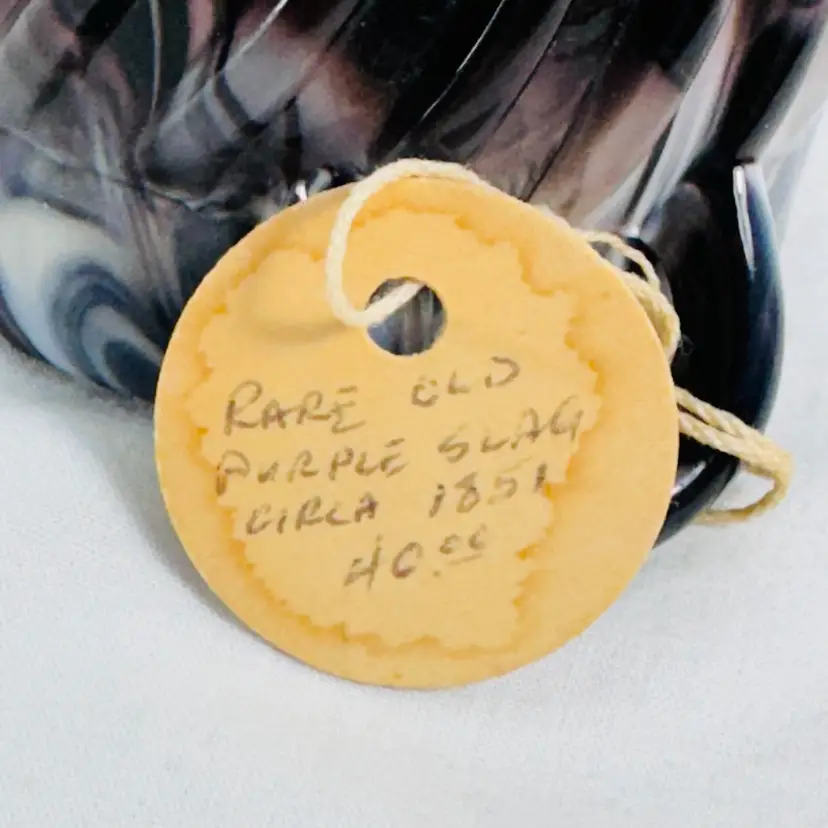 RARE OLD
PURPLE SLAG
CIRCA 1851
40.00